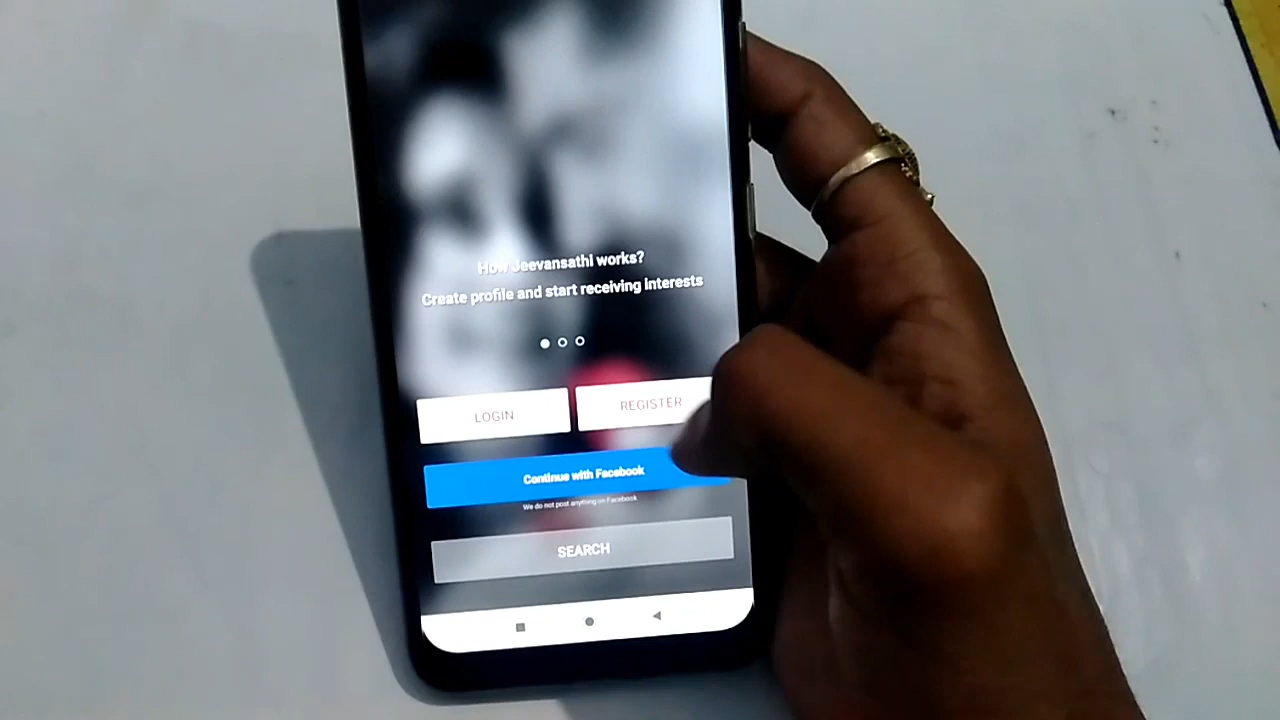 How Jeevansathi works?
Create profile and start receiving interests
LOGIN
REGISTER
Continue with Facebook
We do not post anything on Facebook
SEARCH